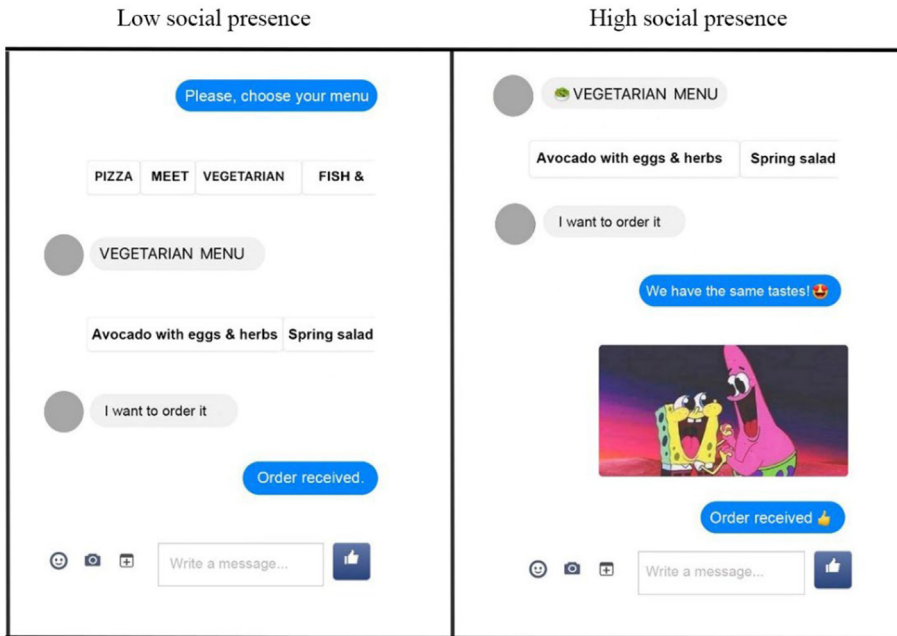 Low social presence
Please, choose your menu
PIZZA MEET VEGETARIAN FISH &
VEGETARIAN MENU
Avocado with eggs & herbs Spring salad
I want to order it
Order received.
Write a message...
High social presence
🥗 VEGETARIAN MENU
Avocado with eggs & herbs Spring salad
I want to order it
We have the same tastes! 🤩
Order received 👍
Write a message...